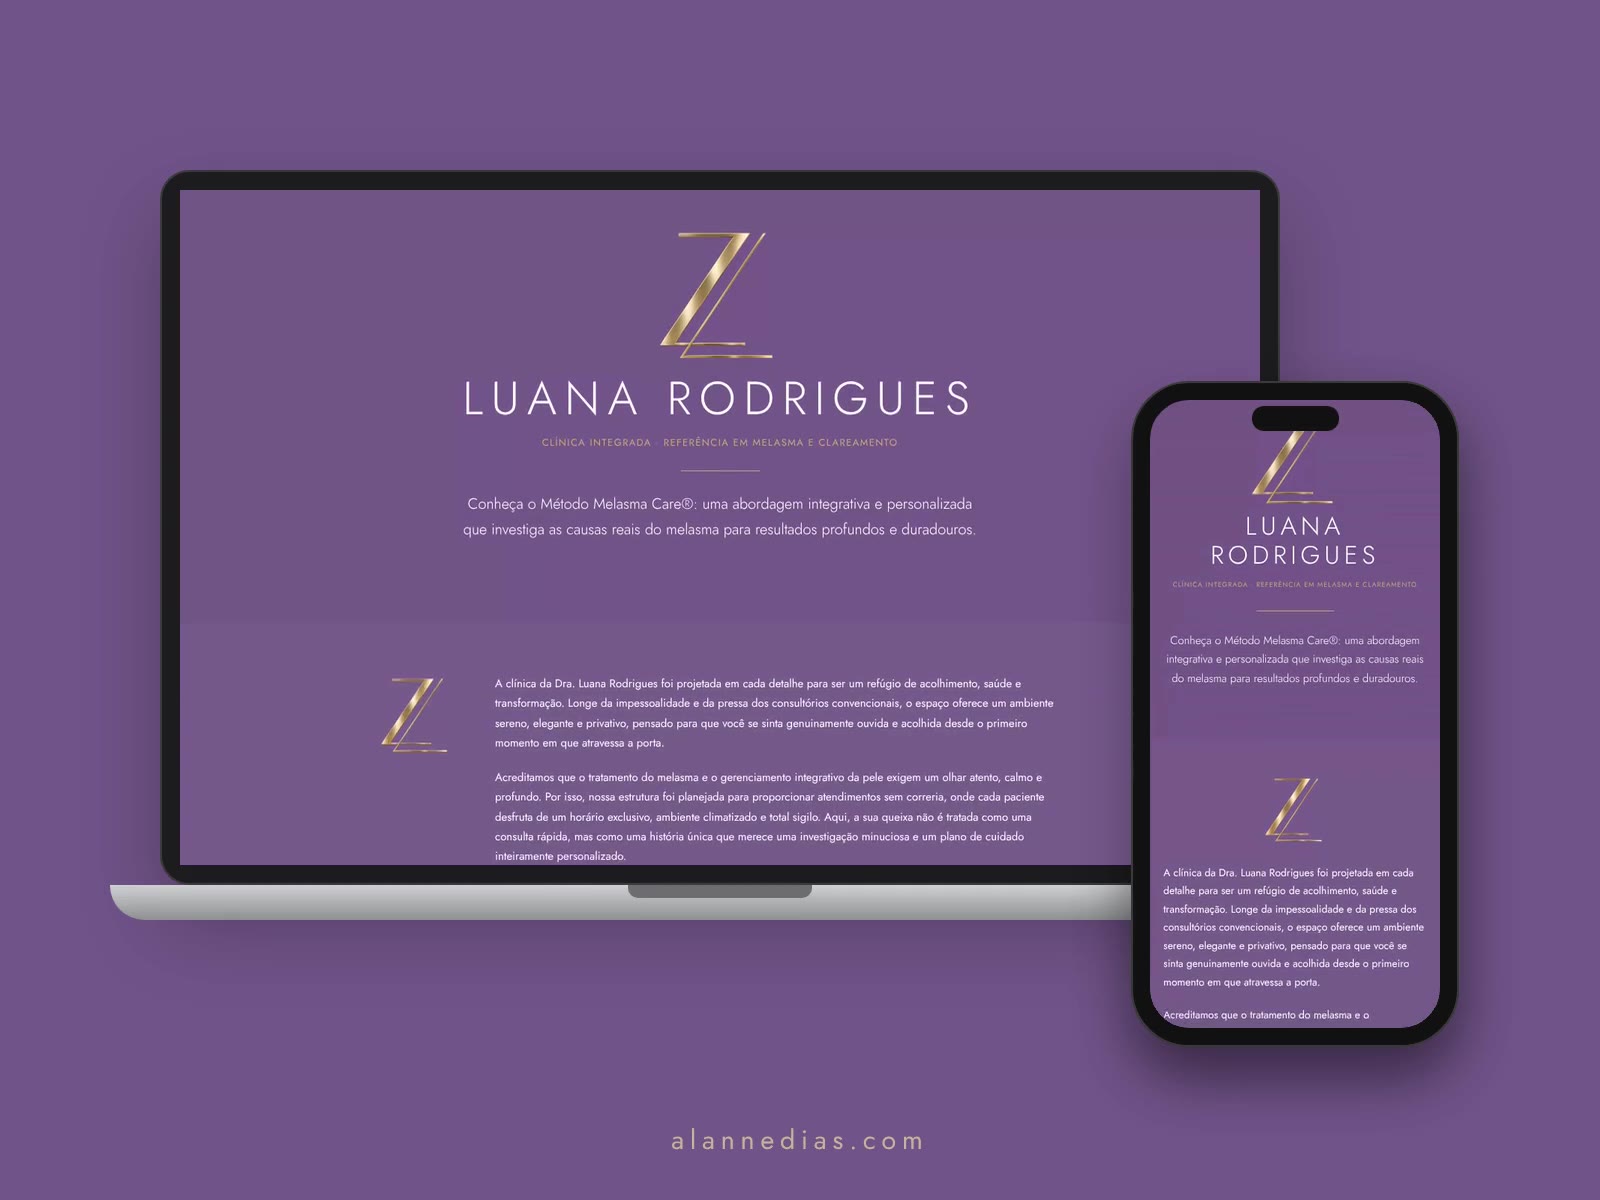 LUANA RODRIGUES
CLÍNICA INTEGRADA · REFERÊNCIA EM MELASMA E CLAREAMENTO
Conheça o Método Melasma Care®: uma abordagem integrativa e personalizada
que investiga as causas reais do melasma para resultados profundos e duradouros.
A clínica da Dra. Luana Rodrigues foi projetada em cada detalhe para ser um refúgio de acolhimento, saúde e
transformação. Longe da impessoalidade e da pressa dos consultórios convencionais, o espaço oferece um ambiente
sereno, elegante e privativo, pensado para que você se sinta genuinamente ouvida e acolhida desde o primeiro
momento em que atravessa a porta.
Acreditamos que o tratamento do melasma e o gerenciamento integrativo da pele exigem um olhar atento, calmo e
profundo. Por isso, nossa estrutura foi planejada para proporcionar atendimentos sem correria, onde cada paciente
desfruta de um horário exclusivo, ambiente climatizado e total sigilo. Aqui, a sua queixa não é tratada como uma
consulta rápida, mas como uma história única que merece uma investigação minuciosa e um plano de cuidado
inteiramente personalizado.
LUANA
RODRIGUES
CLÍNICA INTEGRADA · REFERÊNCIA EM MELASMA E CLAREAMENTO
Conheça o Método Melasma Care®: uma abordagem
integrativa e personalizada que investiga as causas reais
do melasma para resultados profundos e duradouros.
A clínica da Dra. Luana Rodrigues foi projetada em cada
detalhe para ser um refúgio de acolhimento, saúde e
transformação. Longe da impessoalidade e da pressa dos
consultórios convencionais, o espaço oferece um ambiente
sereno, elegante e privativo, pensado para que você se
sinta genuinamente ouvida e acolhida desde o primeiro
momento em que atravessa a porta.
Acreditamos que o tratamento do melasma e o
alannedias.com